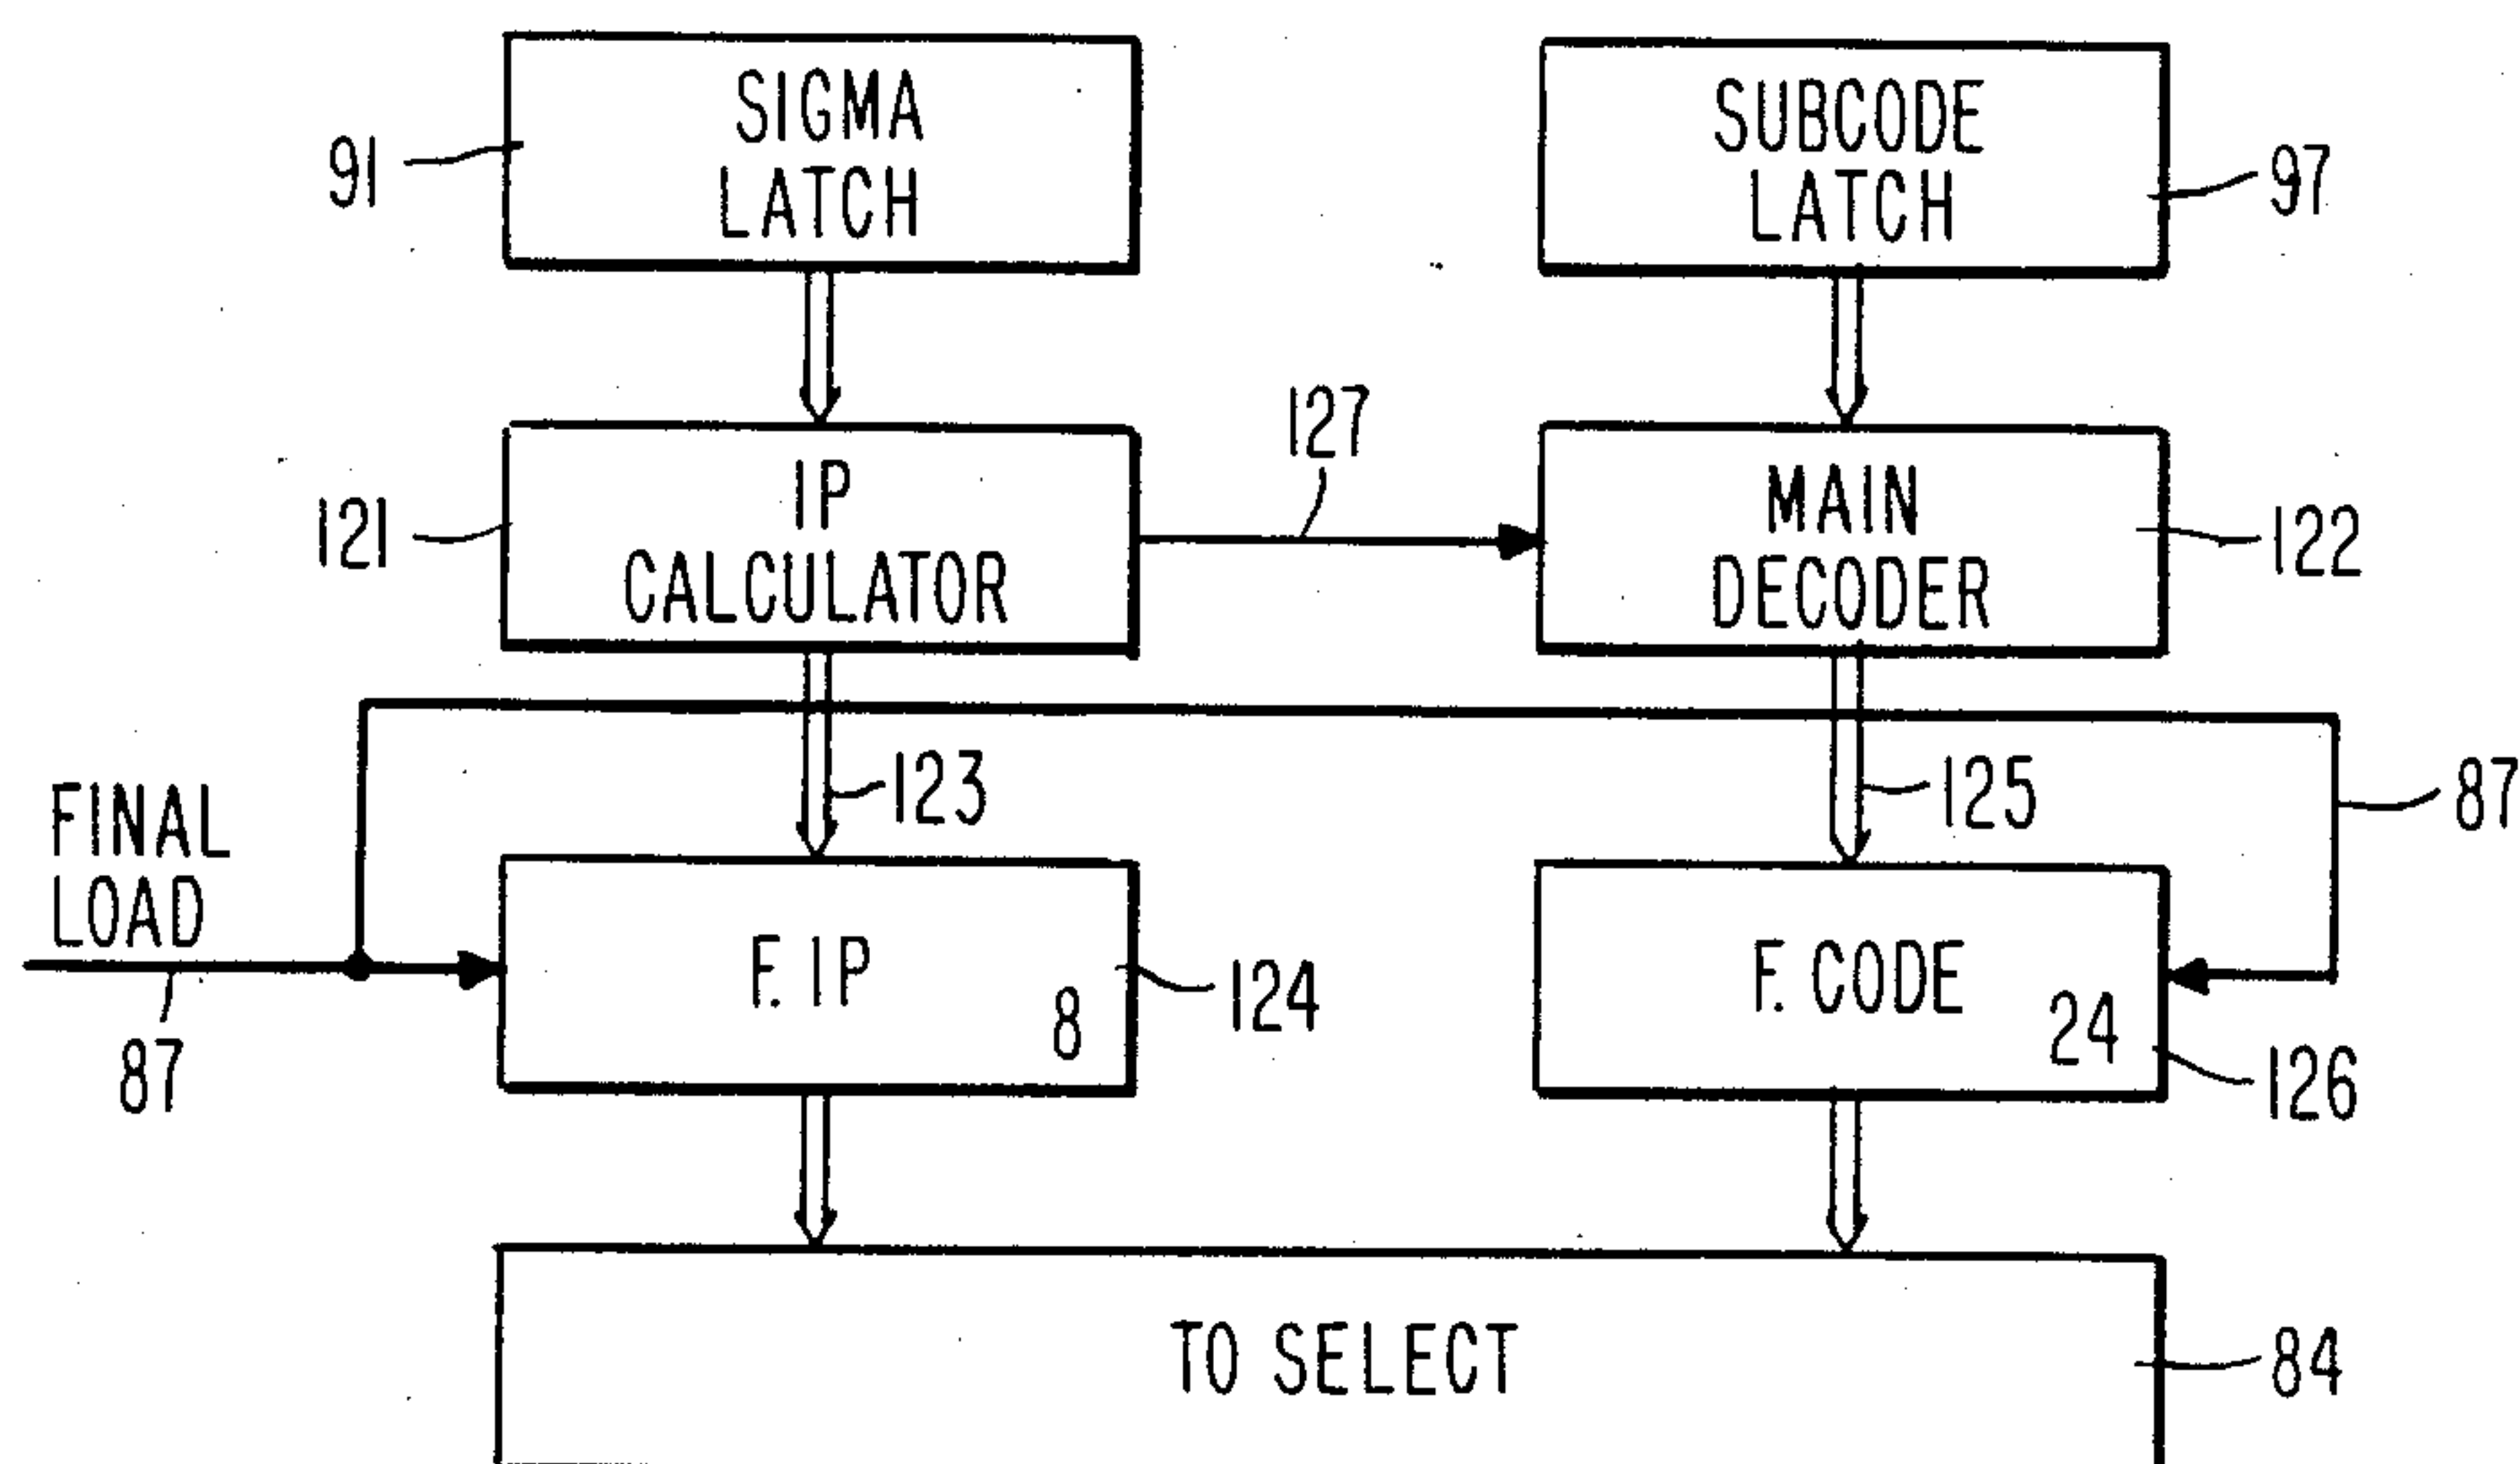 SIGMA
LATCH
91
SUBCODE
LATCH
97
127
IP
CALCULATOR
121
MAIN
DECODER
122
123
125
87
FINAL
LOAD
87
F. IP
8
124
F. CODE
24
126
TO SELECT
84